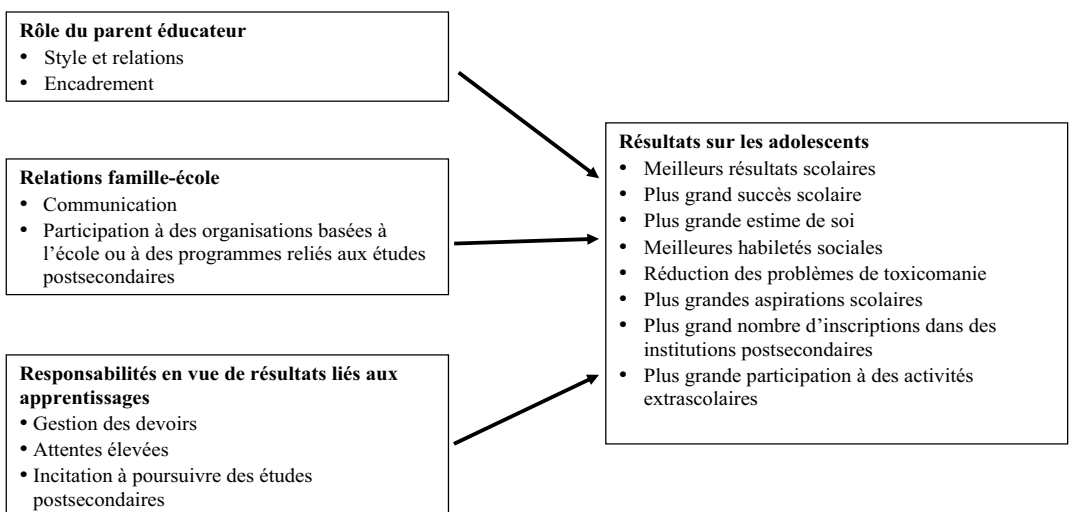 Rôle du parent éducateur
• Style et relations
• Encadrement
Relations famille-école
• Communication
• Participation à des organisations basées à
l’école ou à des programmes reliés aux études
postsecondaires
Responsabilités en vue de résultats liés aux
apprentissages
• Gestion des devoirs
• Attentes élevées
• Incitation à poursuivre des études
postsecondaires
Résultats sur les adolescents
• Meilleurs résultats scolaires
• Plus grand succès scolaire
• Plus grande estime de soi
• Meilleures habiletés sociales
• Réduction des problèmes de toxicomanie
• Plus grandes aspirations scolaires
• Plus grand nombre d’inscriptions dans des
institutions postsecondaires
• Plus grande participation à des activités
extrascolaires